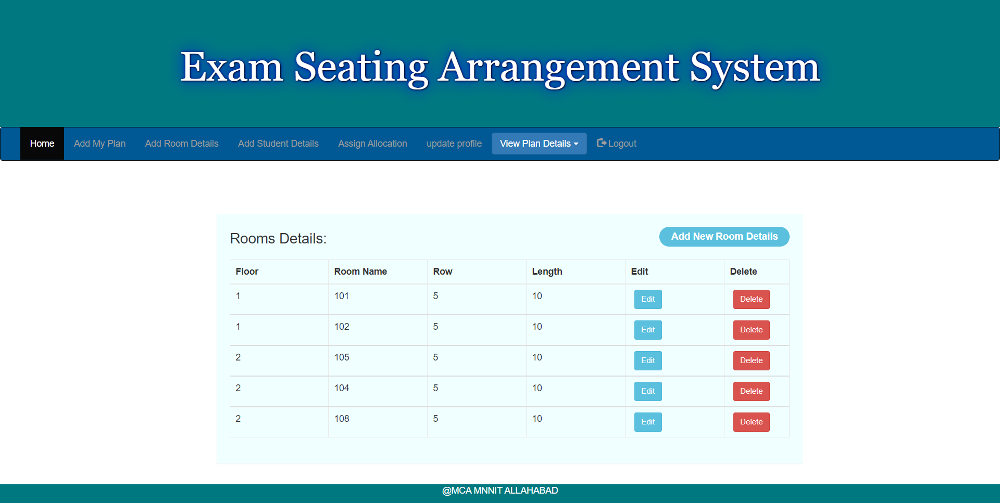 Exam Seating Arrangement System
Home Add My Plan Add Room Details Add Student Details Assign Allocation update profile View Plan Details Logout
Rooms Details: Add New Room Details
Floor Room Name Row Length Edit Delete
1 101 5 10 Edit Delete
1 102 5 10 Edit Delete
2 105 5 10 Edit Delete
2 104 5 10 Edit Delete
2 108 5 10 Edit Delete
@MCA MNNIT ALLAHABAD